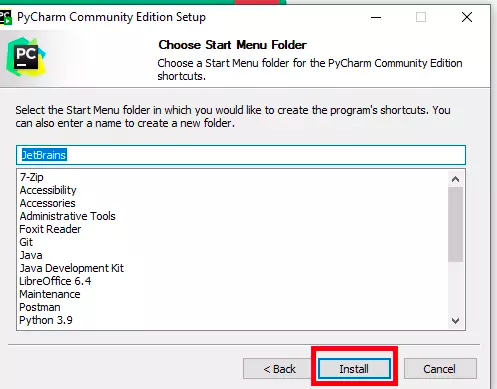 PyCharm Community Edition Setup
PC
Choose Start Menu Folder
Choose a Start Menu folder for the PyCharm Community Edition
shortcuts.
Select the Start Menu folder in which you would like to create the program's shortcuts. You
can also enter a name to create a new folder.
JetBrains
7-Zip
Accessibility
Accessories
Administrative Tools
Foxit Reader
Git
Java
Java Development Kit
LibreOffice 6.4
Maintenance
Postman
Python 3.9
< Back Install Cancel